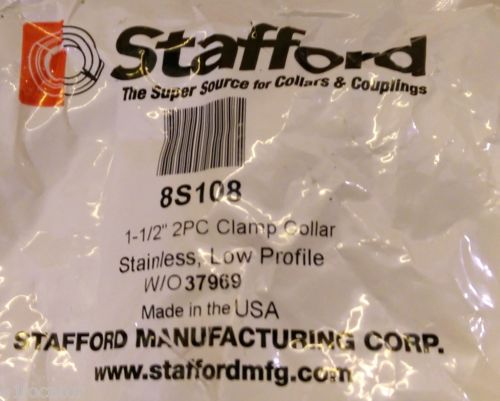 Stafford
The Super Source for Collars & Couplings
8S108
1-1/2" 2PC Clamp Collar
Stainless, Low Profile
W/O 37969
Made in the USA
STAFFORD MANUFACTURING CORP.
www.staffordmfg.com